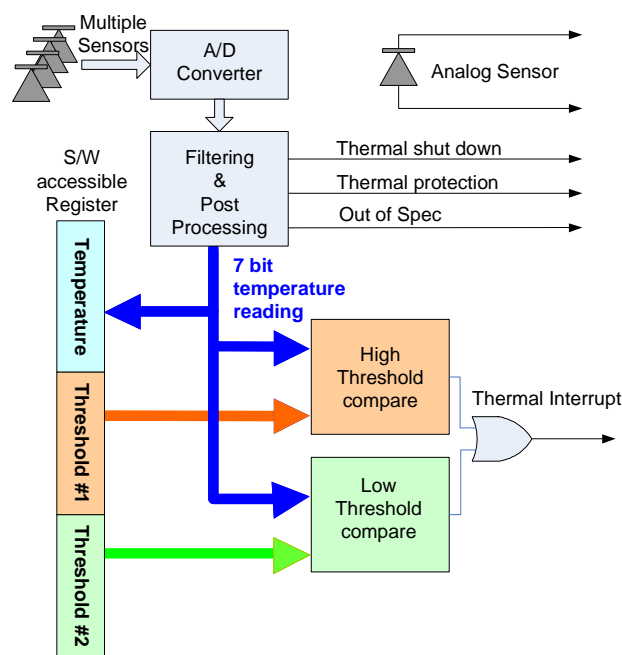 Multiple
Sensors
A/D
Converter
Analog Sensor
S/W
accessible
Register
Filtering
&
Post
Processing
Thermal shut down
Thermal protection
Out of Spec
7 bit
temperature
reading
Temperature
Threshold #1
Threshold #2
High
Threshold
compare
Thermal Interrupt
Low
Threshold
compare